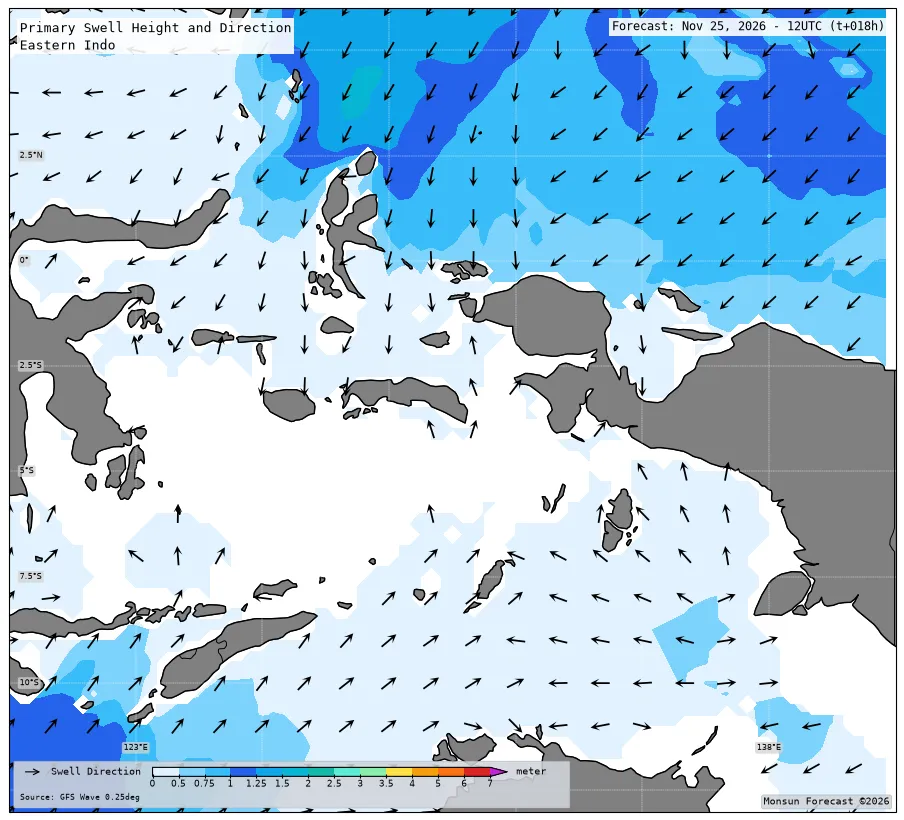 Primary Swell Height and Direction
Eastern Indo
Forecast: Nov 25, 2026 - 12UTC (t+018h)
2.5°N
0°
2.5°S
5°S
7.5°S
10°S
123°E
138°E
Swell Direction
0 0.5 0.75 1 1.25 1.5 2 2.5 3 3.5 4 5 6 7
meter
Source: GFS Wave 0.25deg
Monsun Forecast ©2026